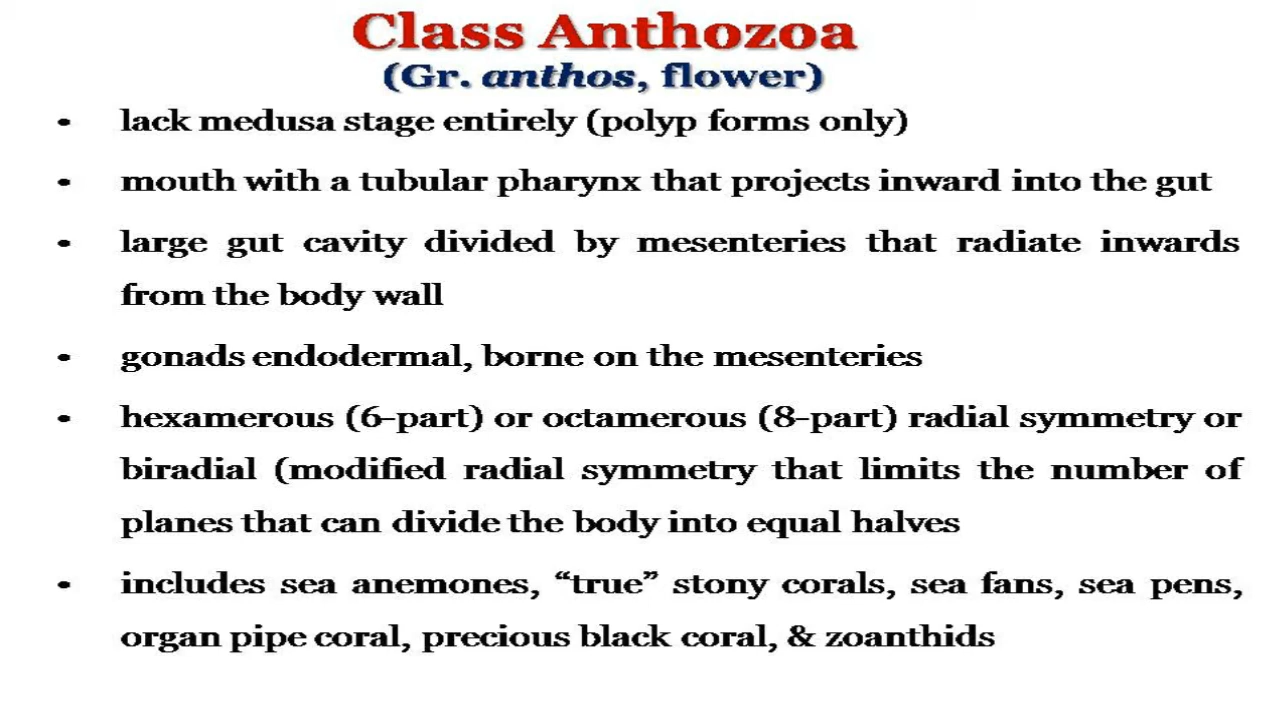 Class Anthozoa
(Gr. anthos, flower)
• lack medusa stage entirely (polyp forms only)
• mouth with a tubular pharynx that projects inward into the gut
• large gut cavity divided by mesenteries that radiate inwards
from the body wall
• gonads endodermal, borne on the mesenteries
• hexamerous (6-part) or octamerous (8-part) radial symmetry or
biradial (modified radial symmetry that limits the number of
planes that can divide the body into equal halves
• includes sea anemones, “true” stony corals, sea fans, sea pens,
organ pipe coral, precious black coral, & zoanthids